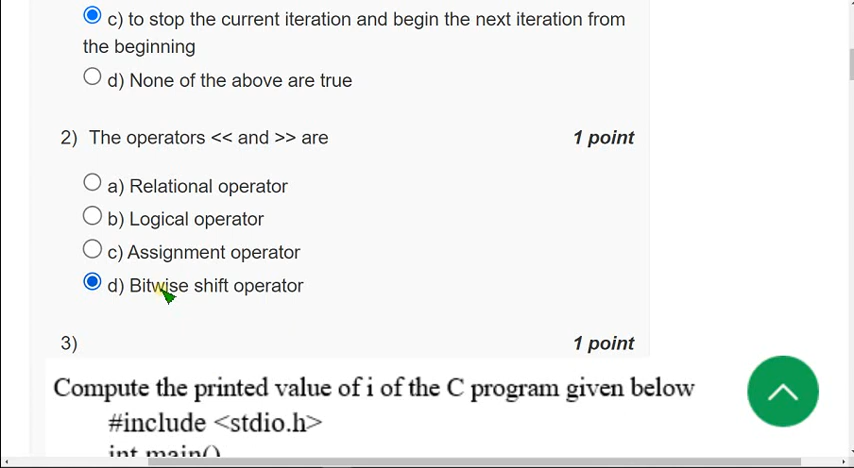 c) to stop the current iteration and begin the next iteration from
the beginning
d) None of the above are true
2) The operators << and >> are 1 point
a) Relational operator
b) Logical operator
c) Assignment operator
d) Bitwise shift operator
3) 1 point
Compute the printed value of i of the C program given below
#include <stdio.h>
int main()